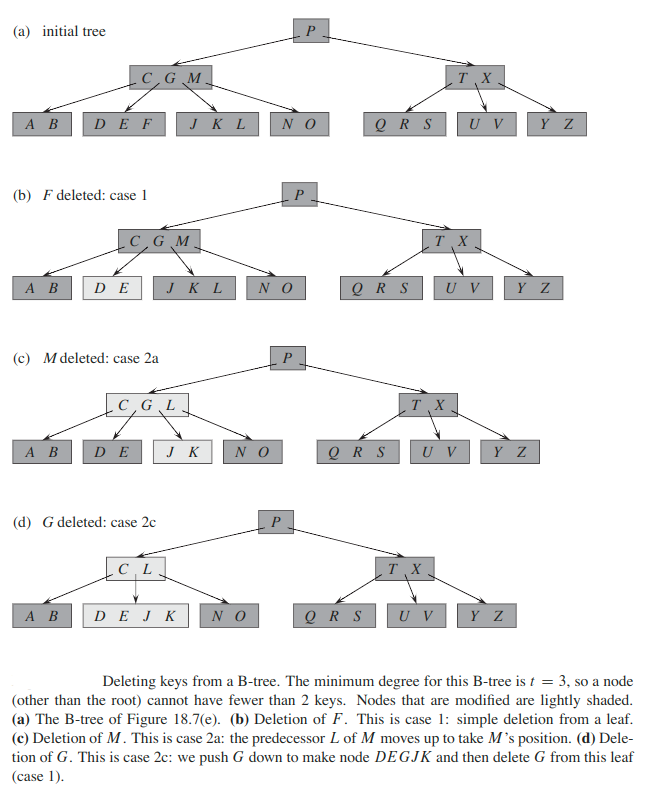 (a) initial tree
P
C G M
T X
A B
D E F
J K L
N O
Q R S
U V
Y Z
(b) F deleted: case 1
P
C G M
T X
A B
D E
J K L
N O
Q R S
U V
Y Z
(c) M deleted: case 2a
P
C G L
T X
A B
D E
J K
N O
Q R S
U V
Y Z
(d) G deleted: case 2c
P
C L
T X
A B
D E J K
N O
Q R S
U V
Y Z
Deleting keys from a B-tree. The minimum degree for this B-tree is t = 3, so a node
(other than the root) cannot have fewer than 2 keys. Nodes that are modified are lightly shaded.
(a) The B-tree of Figure 18.7(e). (b) Deletion of F. This is case 1: simple deletion from a leaf.
(c) Deletion of M. This is case 2a: the predecessor L of M moves up to take M's position. (d) Dele-
tion of G. This is case 2c: we push G down to make node DEGJK and then delete G from this leaf
(case 1).